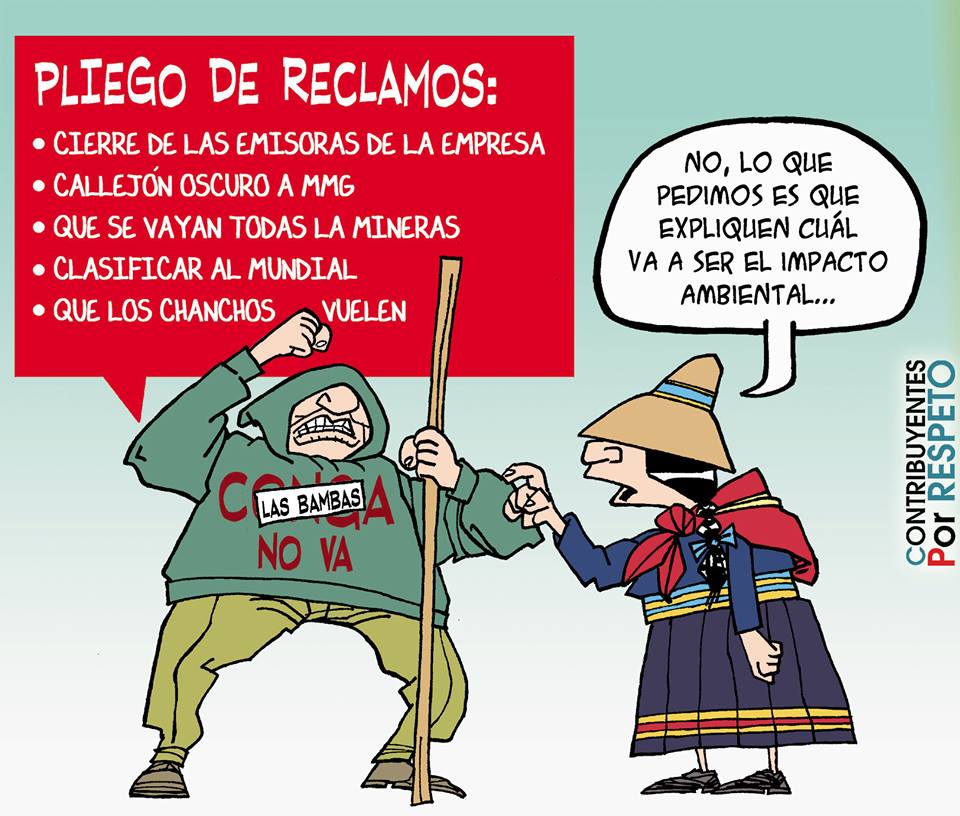 PLIEGO DE RECLAMOS:
• CIERRE DE LAS EMISORAS DE LA EMPRESA
• CALLEJÓN OSCURO A MMG
• QUE SE VAYAN TODAS LA MINERAS
• CLASIFICAR AL MUNDIAL
• QUE LOS CHANCHOS VUELEN
NO, LO QUE
PEDIMOS ES QUE
EXPLIQUEN CUÁL
VA A SER EL IMPACTO
AMBIENTAL...
CONGA
LAS BAMBAS
NO VA
CONTRIBUYENTES
Por RESPETO